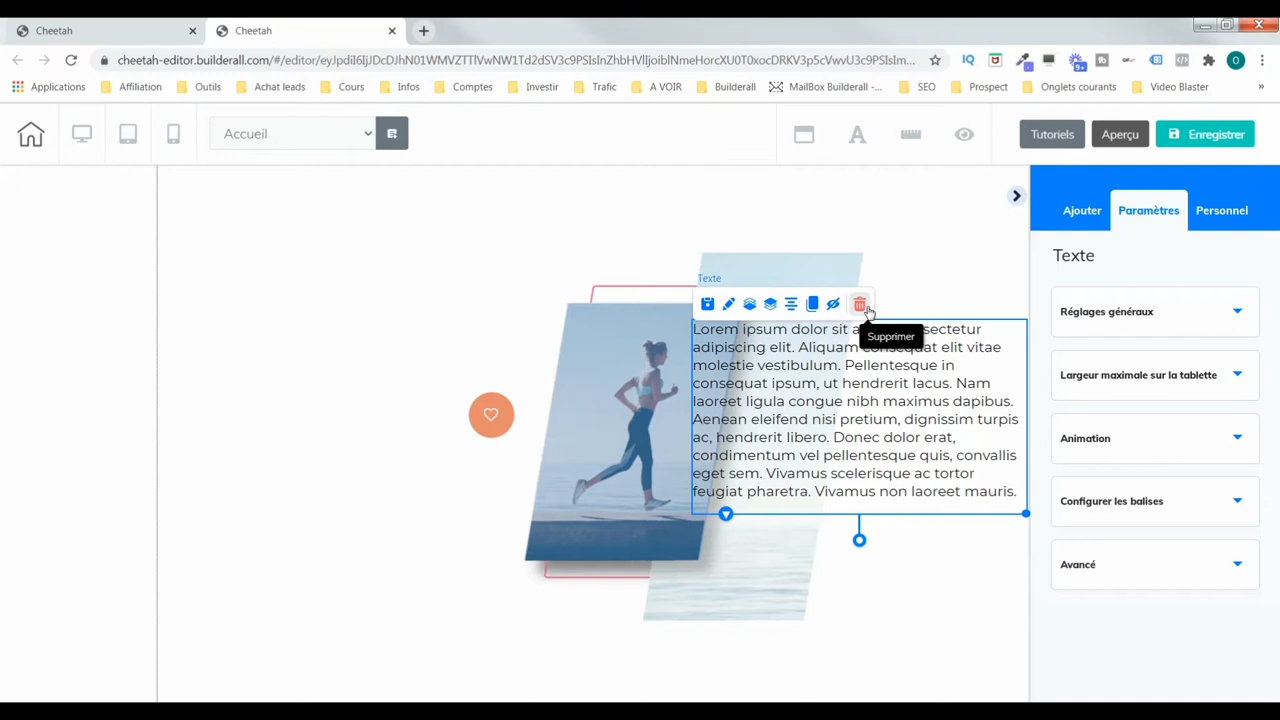 Cheetah
Cheetah
cheetah-editor.builderall.com/#/editor/
Applications
Affiliation
Outils
Achat leads
Cours
Infos
Comptes
Investir
Trafic
A VOIR
Builderall
MailBox Builderall -...
SEO
Prospect
Onglets courants
Video Blaster
»
Accueil
Tutoriels
Aperçu
Enregistrer
Ajouter
Paramètres
Personnel
Texte
Réglages généraux
Largeur maximale sur la tablette
Animation
Configurer les balises
Avancé
Texte
Supprimer
Lorem ipsum dolor sit
adipiscing elit. Aliquam consequat elit vitae
molestie vestibulum. Pellentesque in
consequat ipsum, ut hendrerit lacus. Nam
laoreet ligula congue nibh maximus dapibus.
Aenean eleifend nisi pretium, dignissim turpis
ac, hendrerit libero. Donec dolor erat,
condimentum vel pellentesque quis, convallis
eget sem. Vivamus scelerisque ac tortor
feugiat pharetra. Vivamus non laoreet mauris.